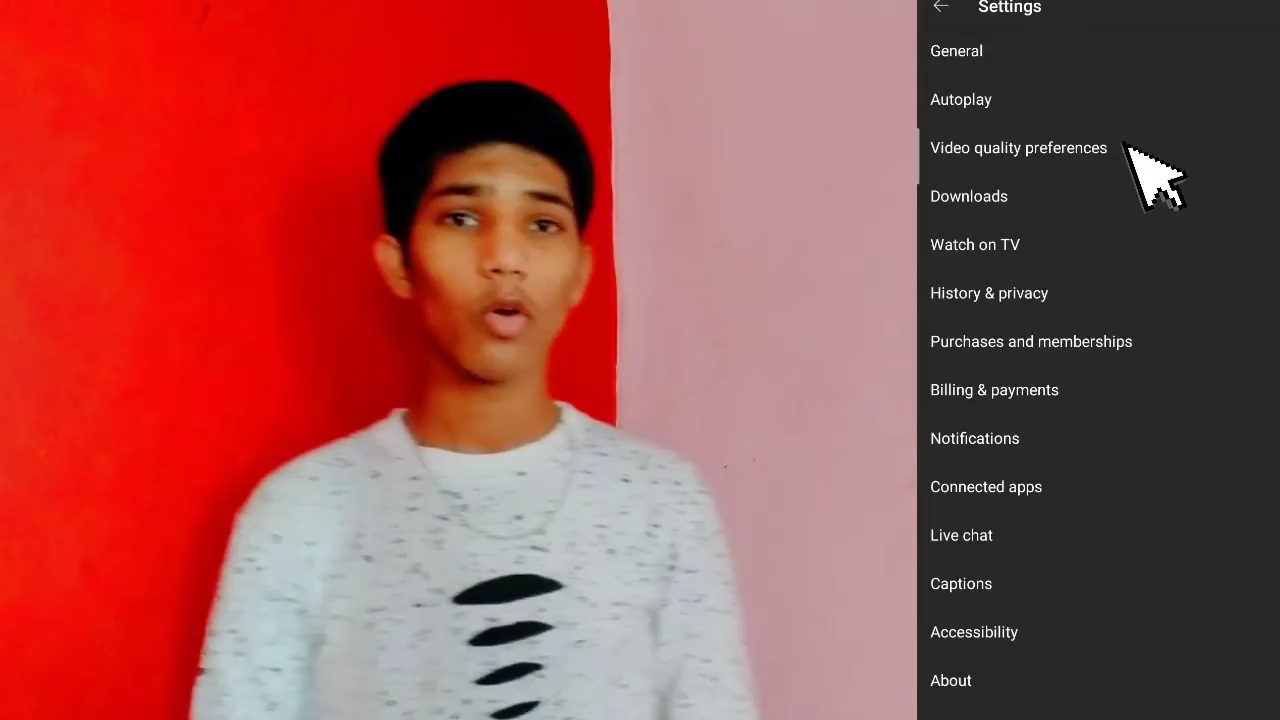 Settings
General
Autoplay
Video quality preferences
Downloads
Watch on TV
History & privacy
Purchases and memberships
Billing & payments
Notifications
Connected apps
Live chat
Captions
Accessibility
About